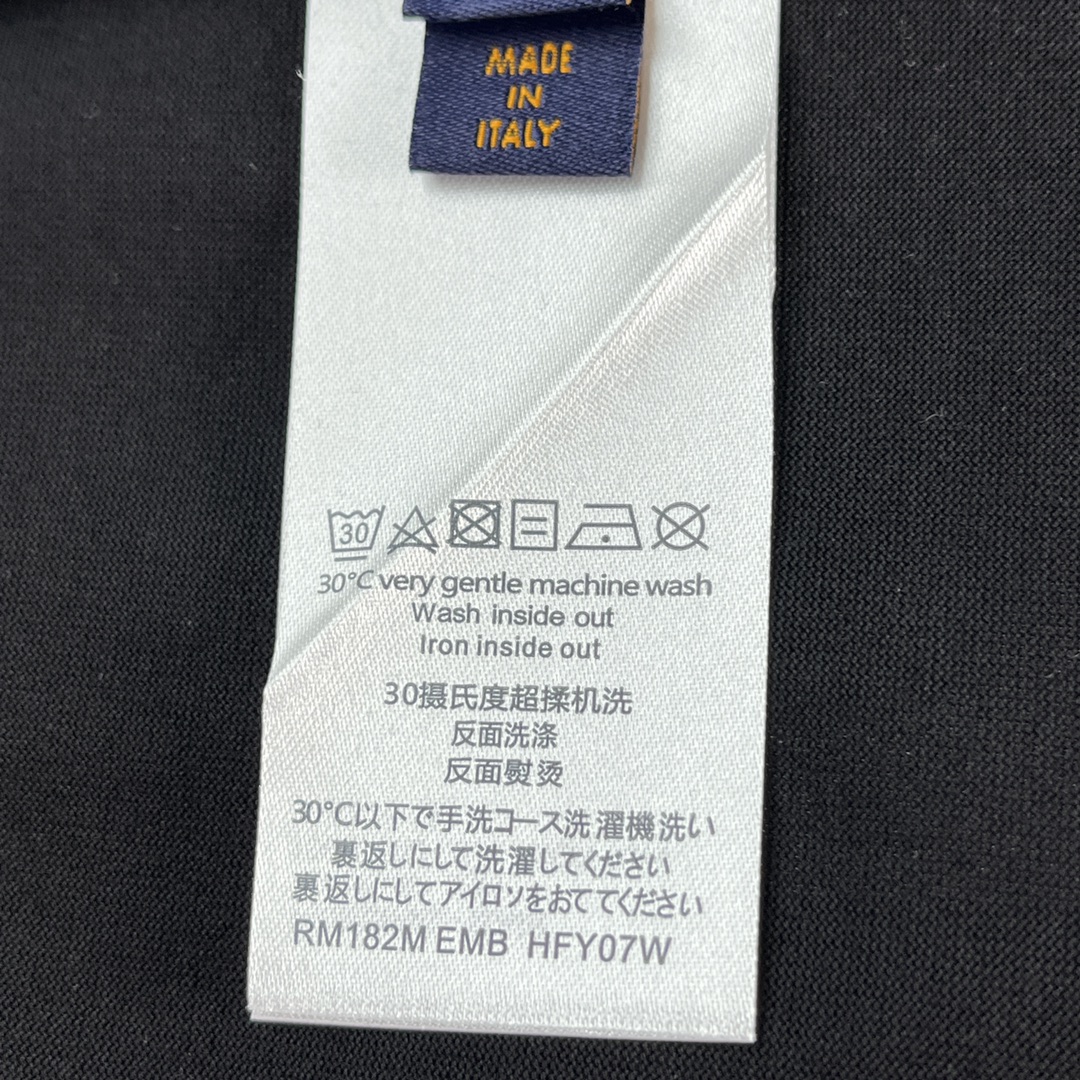 MADE
IN
ITALY
30
30°C very gentle machine wash
Wash inside out
Iron inside out
30摄氏度超揉机洗
反面洗涤
反面熨烫
30°C以下で手洗コース洗濯機洗い
裏返しにして洗濯してください
裏返しにしてアイロソをおててください
RM182M EMB HFY07W